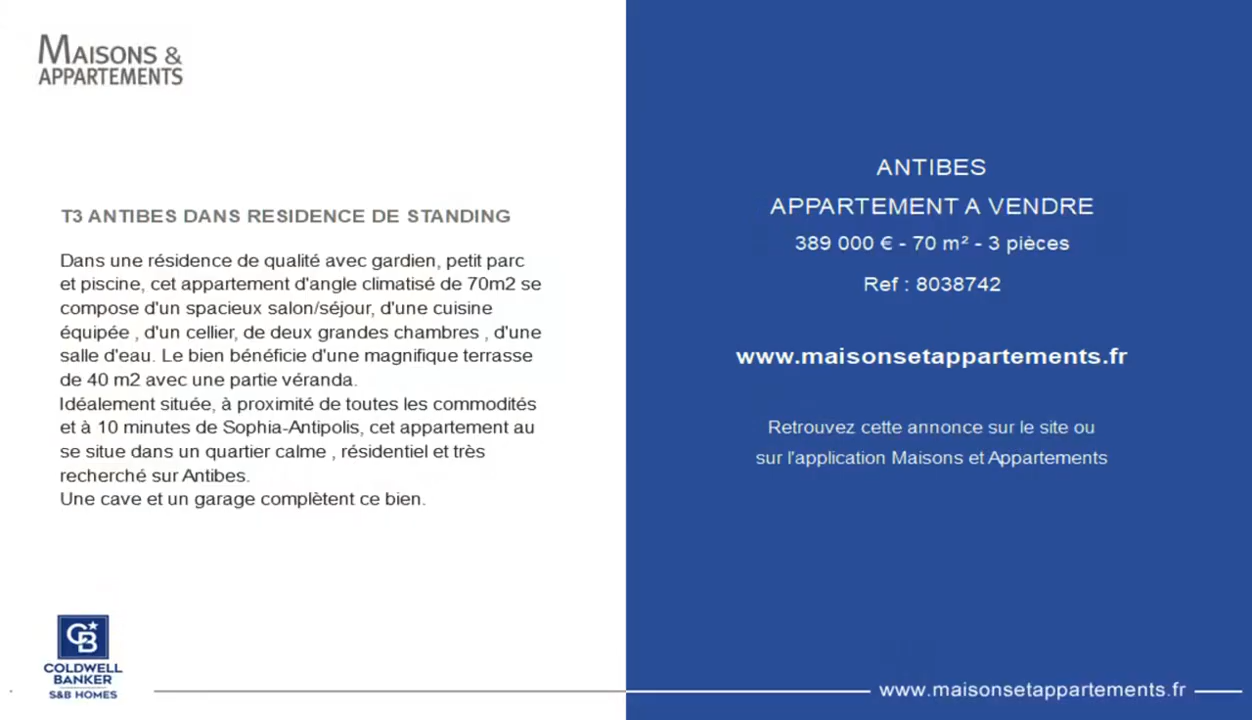 MAISONS &
APPARTEMENTS
T3 ANTIBES DANS RESIDENCE DE STANDING
Dans une résidence de qualité avec gardien, petit parc
et piscine, cet appartement d'angle climatisé de 70m2 se
compose d'un spacieux salon/séjour, d'une cuisine
équipée , d'un cellier, de deux grandes chambres , d'une
salle d'eau. Le bien bénéficie d'une magnifique terrasse
de 40 m2 avec une partie véranda.
Idéalement située, à proximité de toutes les commodités
et à 10 minutes de Sophia-Antipolis, cet appartement au
se situe dans un quartier calme , résidentiel et très
recherché sur Antibes.
Une cave et un garage complètent ce bien.
CB
COLDWELL
BANKER
S&B HOMES
ANTIBES
APPARTEMENT A VENDRE
389 000 € - 70 m² - 3 pièces
Ref : 8038742
www.maisonsetappartements.fr
Retrouvez cette annonce sur le site ou
sur l'application Maisons et Appartements
www.maisonsetappartements.fr